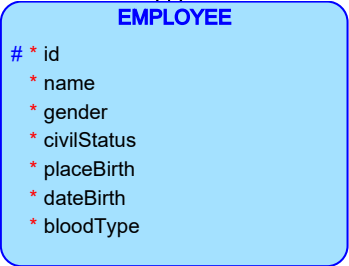 EMPLOYEE
# * id
* name
* gender
* civilStatus
* placeBirth
* dateBirth
* bloodType